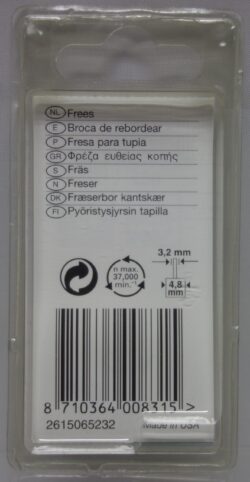 NL Frees
E Broca de rebordear
P Fresa para tupia
GR Φρέζα ευθείας κοπής
S Fräs
N Freser
DK Fræserbor kantskær
FI Pyöristysjyrsin tapilla
3,2 mm
n max.
37,000
min.⁻¹
4,8
mm
8 710364 008315 >
2615065232
Made in USA